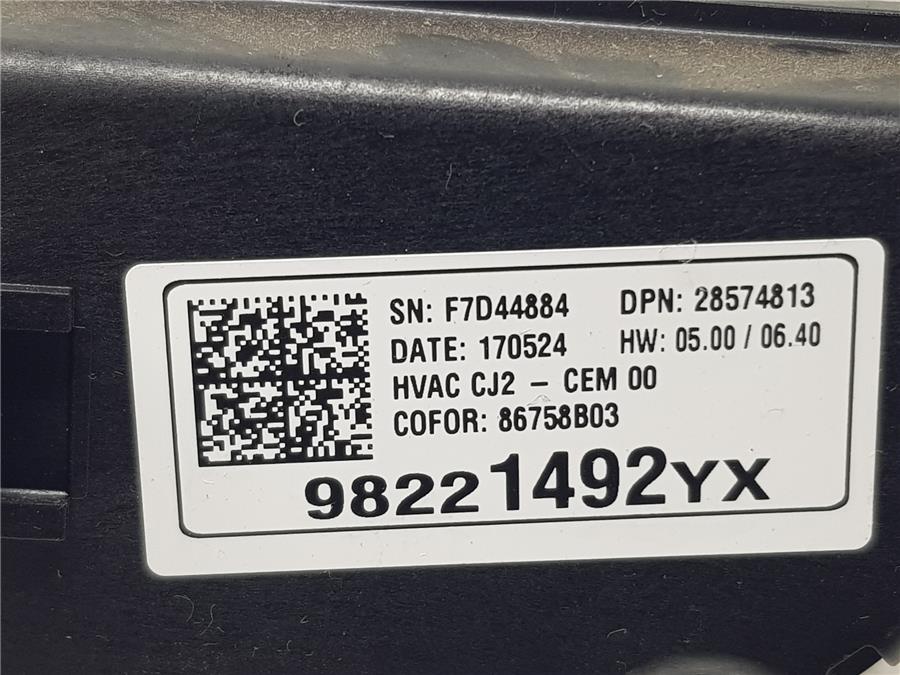 SN: F7D44884 DPN: 28574813
DATE: 170524 HW: 05.00 / 06.40
HVAC CJ2 - CEM 00
COFOR: 86758B03
98221492YX